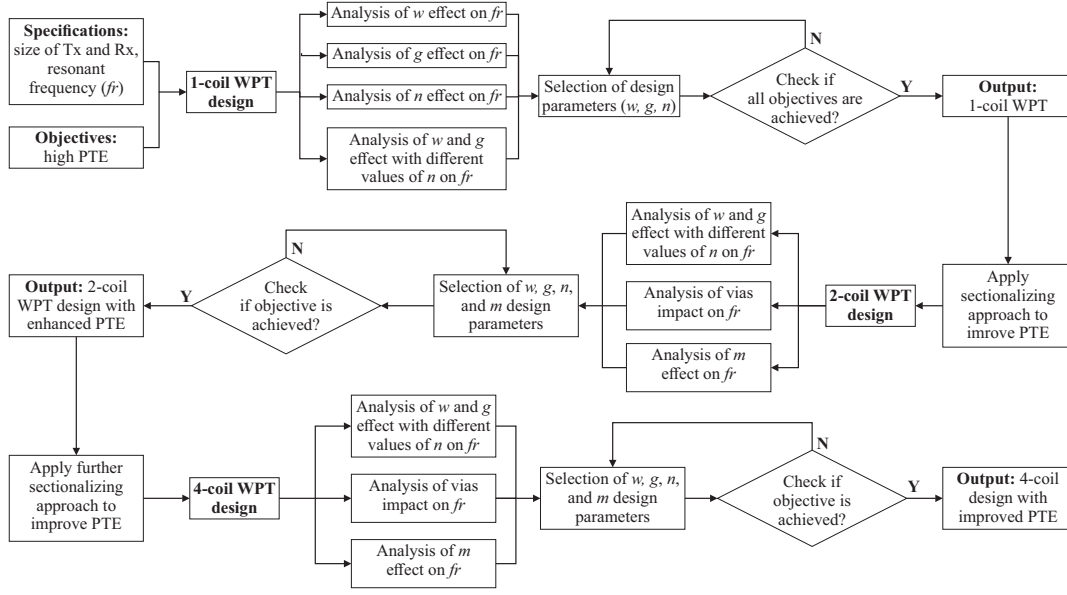 Specifications:
size of Tx and Rx,
resonant
frequency (fr)
Objectives:
high PTE
1-coil WPT
design
Analysis of w effect on fr
Analysis of g effect on fr
Analysis of n effect on fr
Analysis of w and g
effect with different
values of n on fr
Selection of design
parameters (w, g, n)
N
Check if
all objectives are
achieved?
Y
Output:
1-coil WPT
Apply
sectionalizing
approach to
imrove PTE
2-coil WPT
design
Analysis of w and g
effect with different
values of n on fr
Analysis of vias
impact on fr
Analysis of m
effect on fr
Selection of w, g, n,
and m design
parameters
N
Check
if objective is
achieved?
Y
Output: 2-coil
WPT design with
enhanced PTE
Apply further
sectionalizing
approach to
improve PTE
4-coil WPT
design
Analysis of w and g
effect with different
values of n on fr
Analysis of vias
impact on fr
Analysis of m
effect on fr
Selection of w, g, n,
and m design
parameters
N
Check if
objective is
achieved?
Y
Output: 4-coil
design with
improved PTE